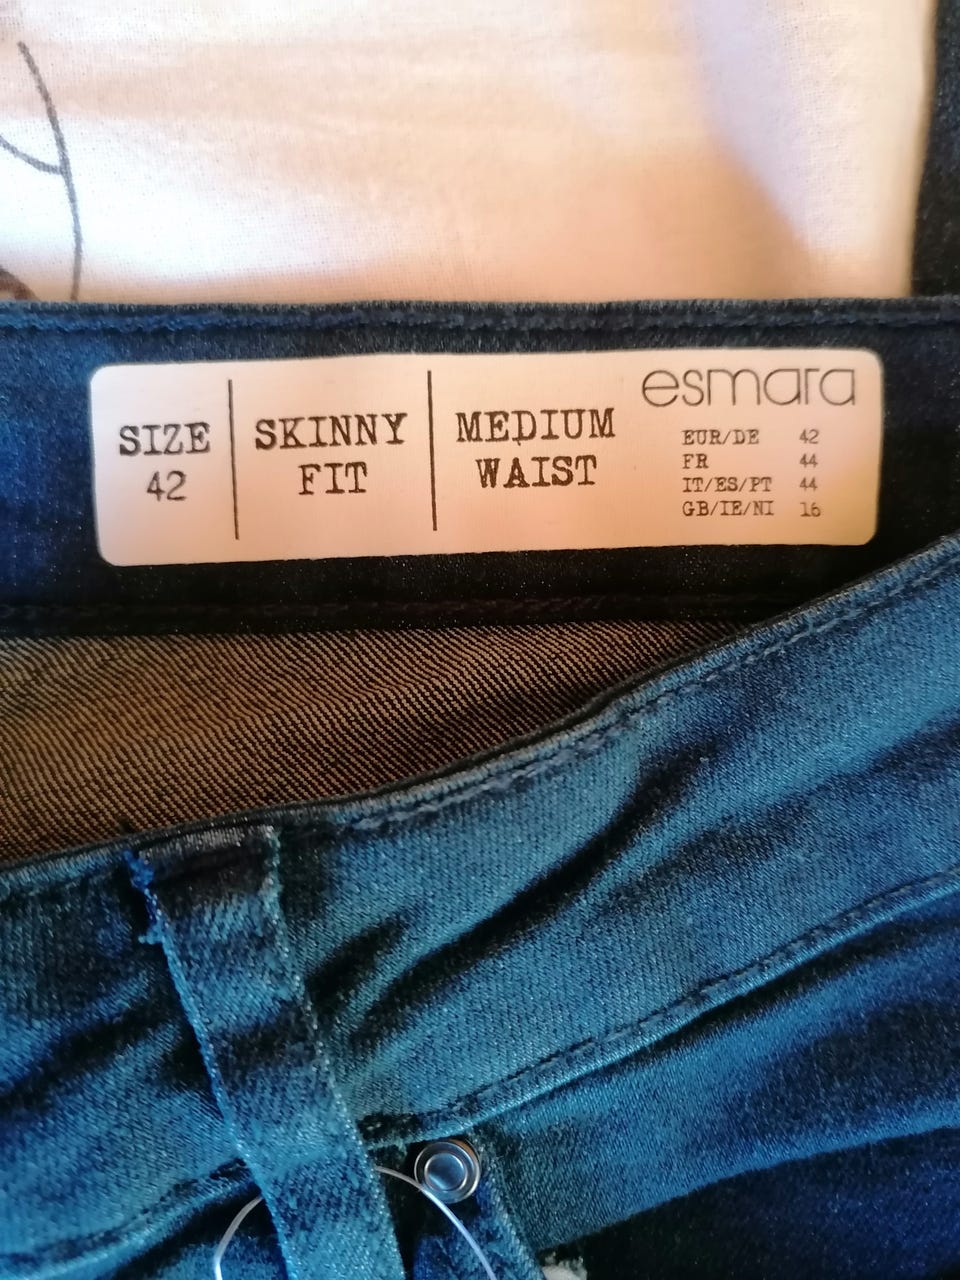 SIZE
42
SKINNY
FIT
MEDIUM
WAIST
esmara
EUR/DE 42
FR 44
IT/ES/PT 44
GB/IE/NI 16